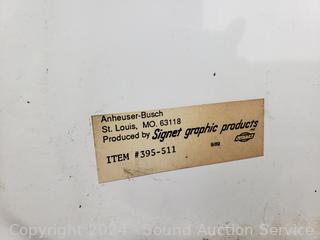 Anheuser-Busch
St. Louis, MO. 63118
Produced by Signet graphic products
ITEM #395-511
Copyright 2024 - Sound Auction Service